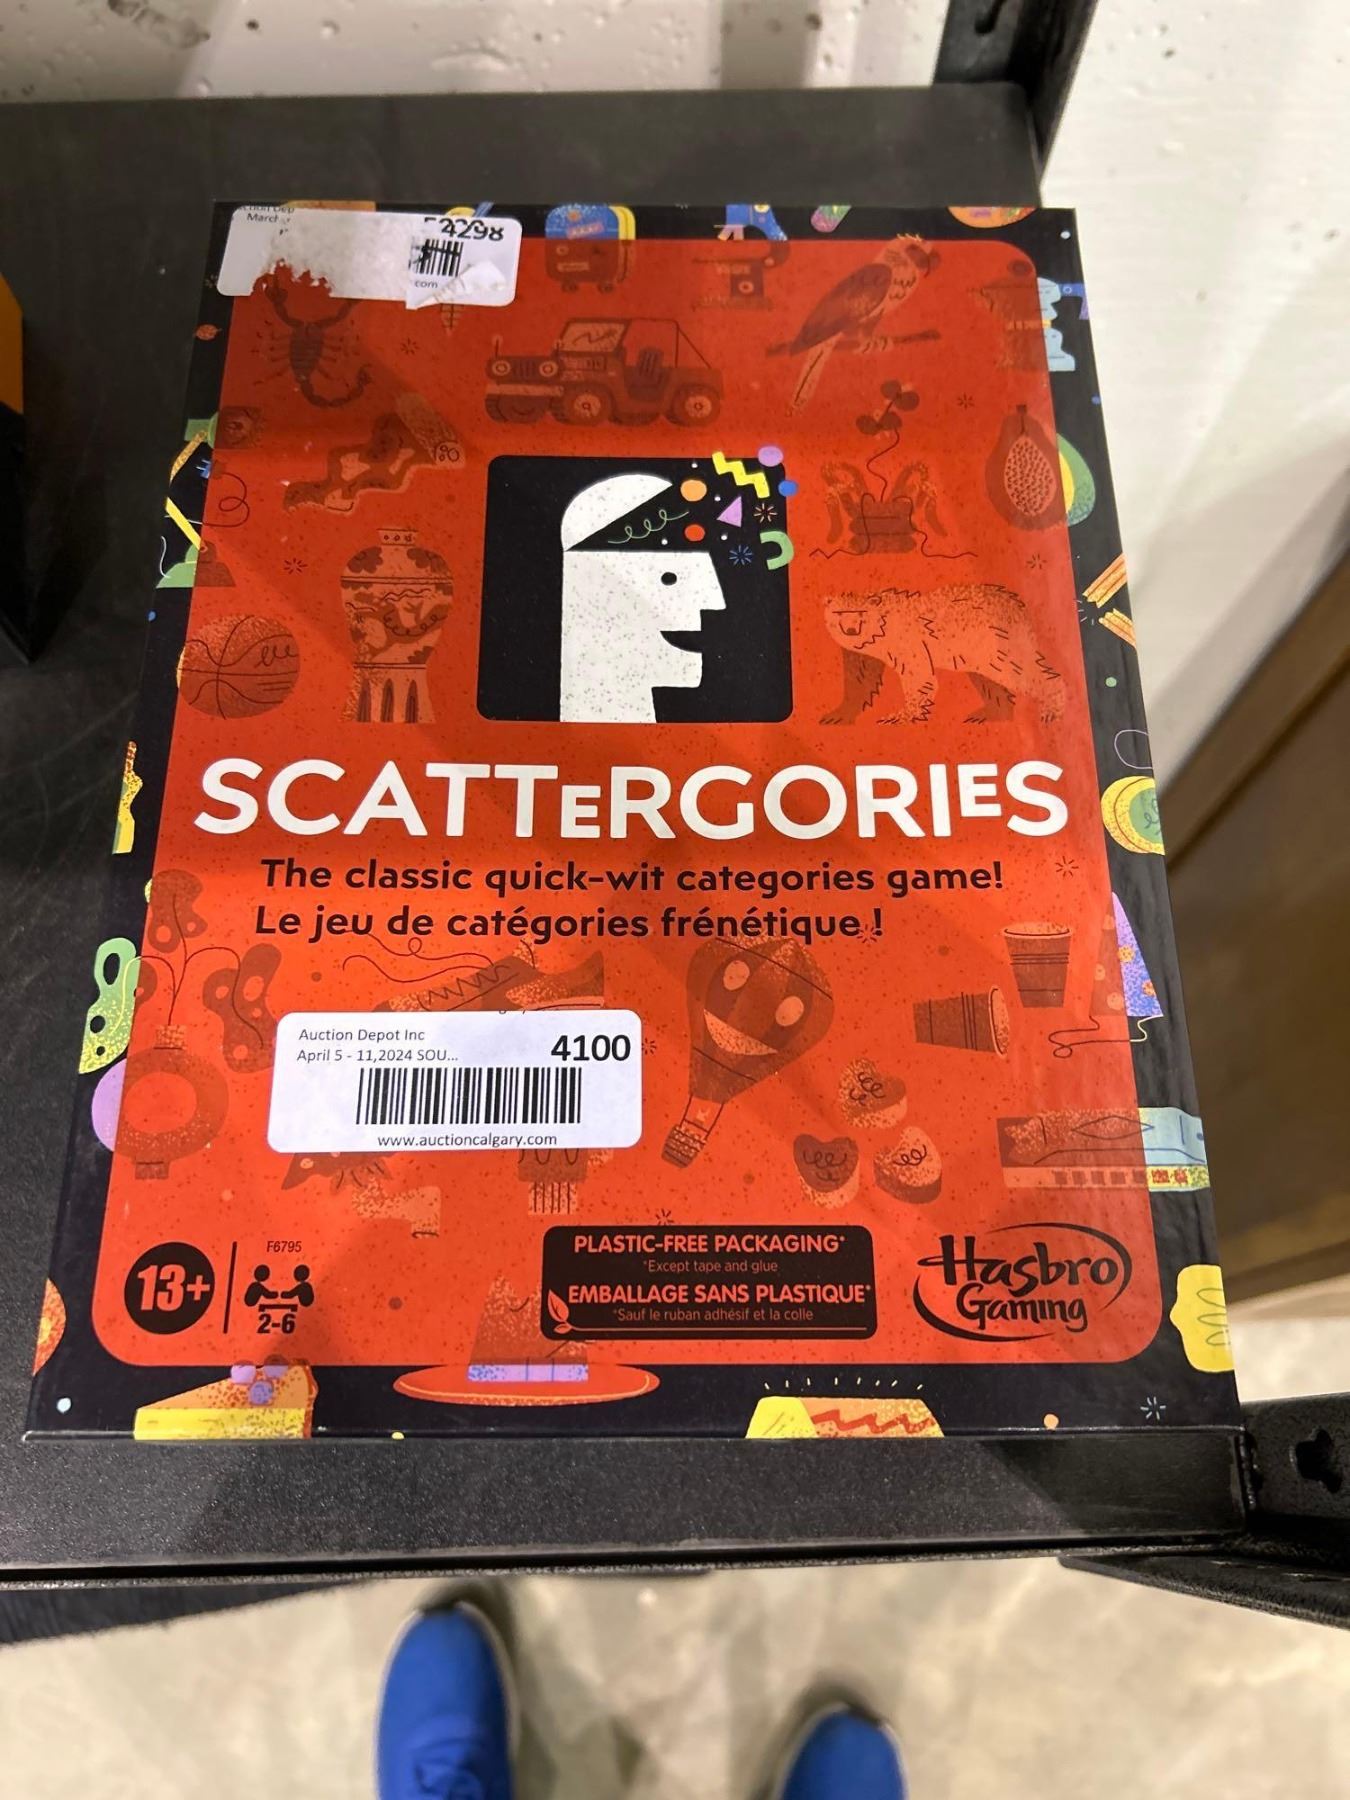 March
4298
com
SCATTERGORIES
The classic quick-wit categories game!
Le jeu de catégories frénétique !
Auction Depot Inc
April 5 - 11,2024 SOU...
4100
www.auctioncalgary.com
13+
F6795
2-6
PLASTIC-FREE PACKAGING*
*Except tape and glue
EMBALLAGE SANS PLASTIQUE*
*Sauf le ruban adhésif et la colle
Hasbro
Gaming